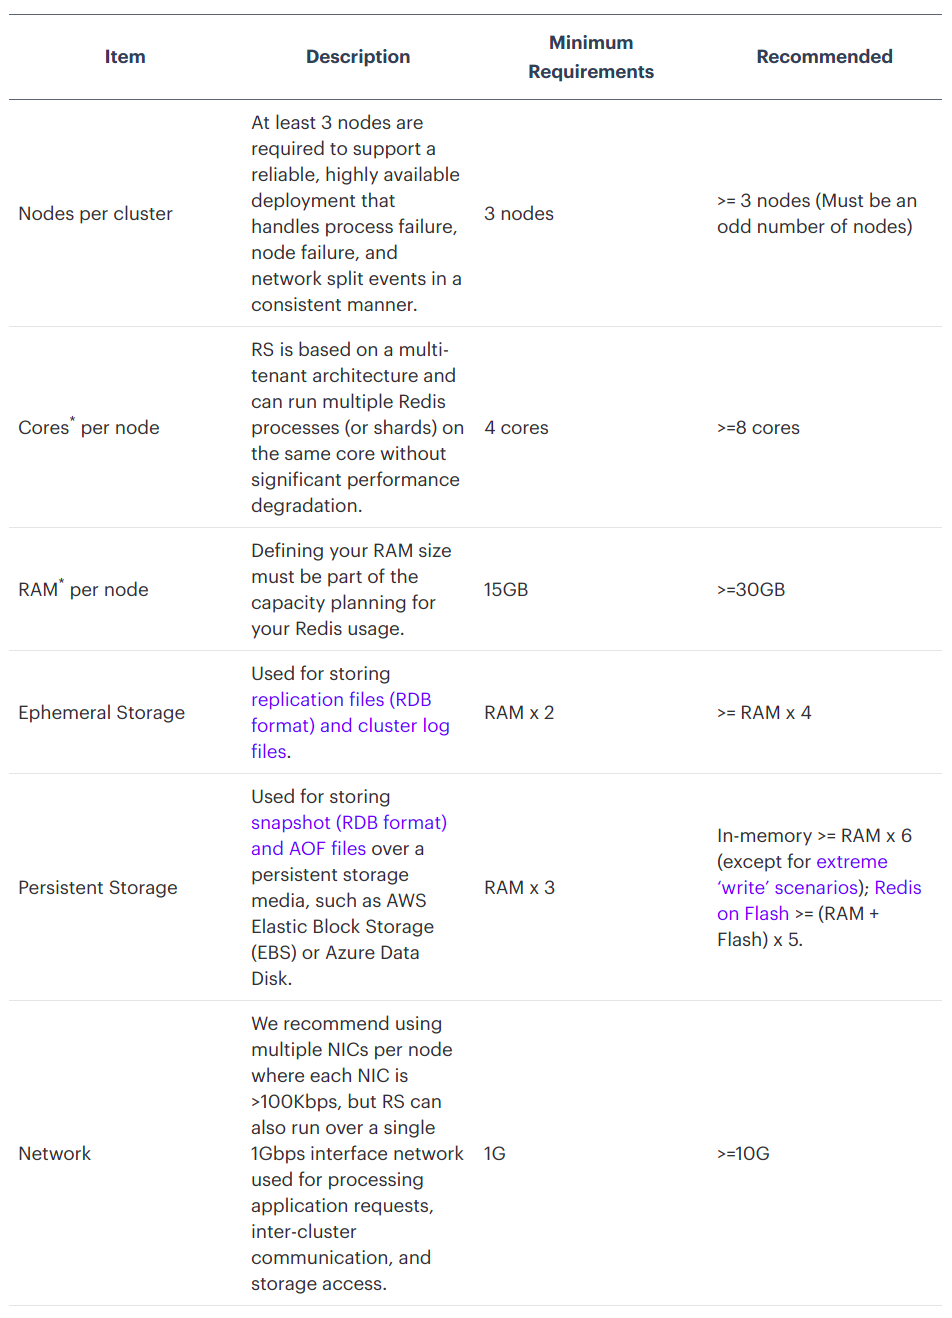 Item
Description
Minimum
Requirements
Recommended
Nodes per cluster
At least 3 nodes are
required to support a
reliable, highly available
deployment that
handles process failure,
node failure, and
network split events in a
consistent manner.
3 nodes
>= 3 nodes (Must be an
odd number of nodes)
Cores* per node
RS is based on a multi-
tenant architecture and
can run multiple Redis
processes (or shards) on
the same core without
significant performance
degradation.
4 cores
>=8 cores
RAM* per node
Defining your RAM size
must be part of the
capacity planning for
your Redis usage.
15GB
>=30GB
Ephemeral Storage
Used for storing
replication files (RDB
format) and cluster log
files.
RAM x 2
>= RAM x 4
Persistent Storage
Used for storing
snapshot (RDB format)
and AOF files over a
persistent storage
media, such as AWS
Elastic Block Storage
(EBS) or Azure Data
Disk.
RAM x 3
In-memory >= RAM x 6
(except for extreme
‘write’ scenarios); Redis
on Flash >= (RAM +
Flash) x 5.
Network
We recommend using
multiple NICs per node
where each NIC is
>100Kbps, but RS can
also run over a single
1Gbps interface network
used for processing
application requests,
inter-cluster
communication, and
storage access.
1G
>=10G